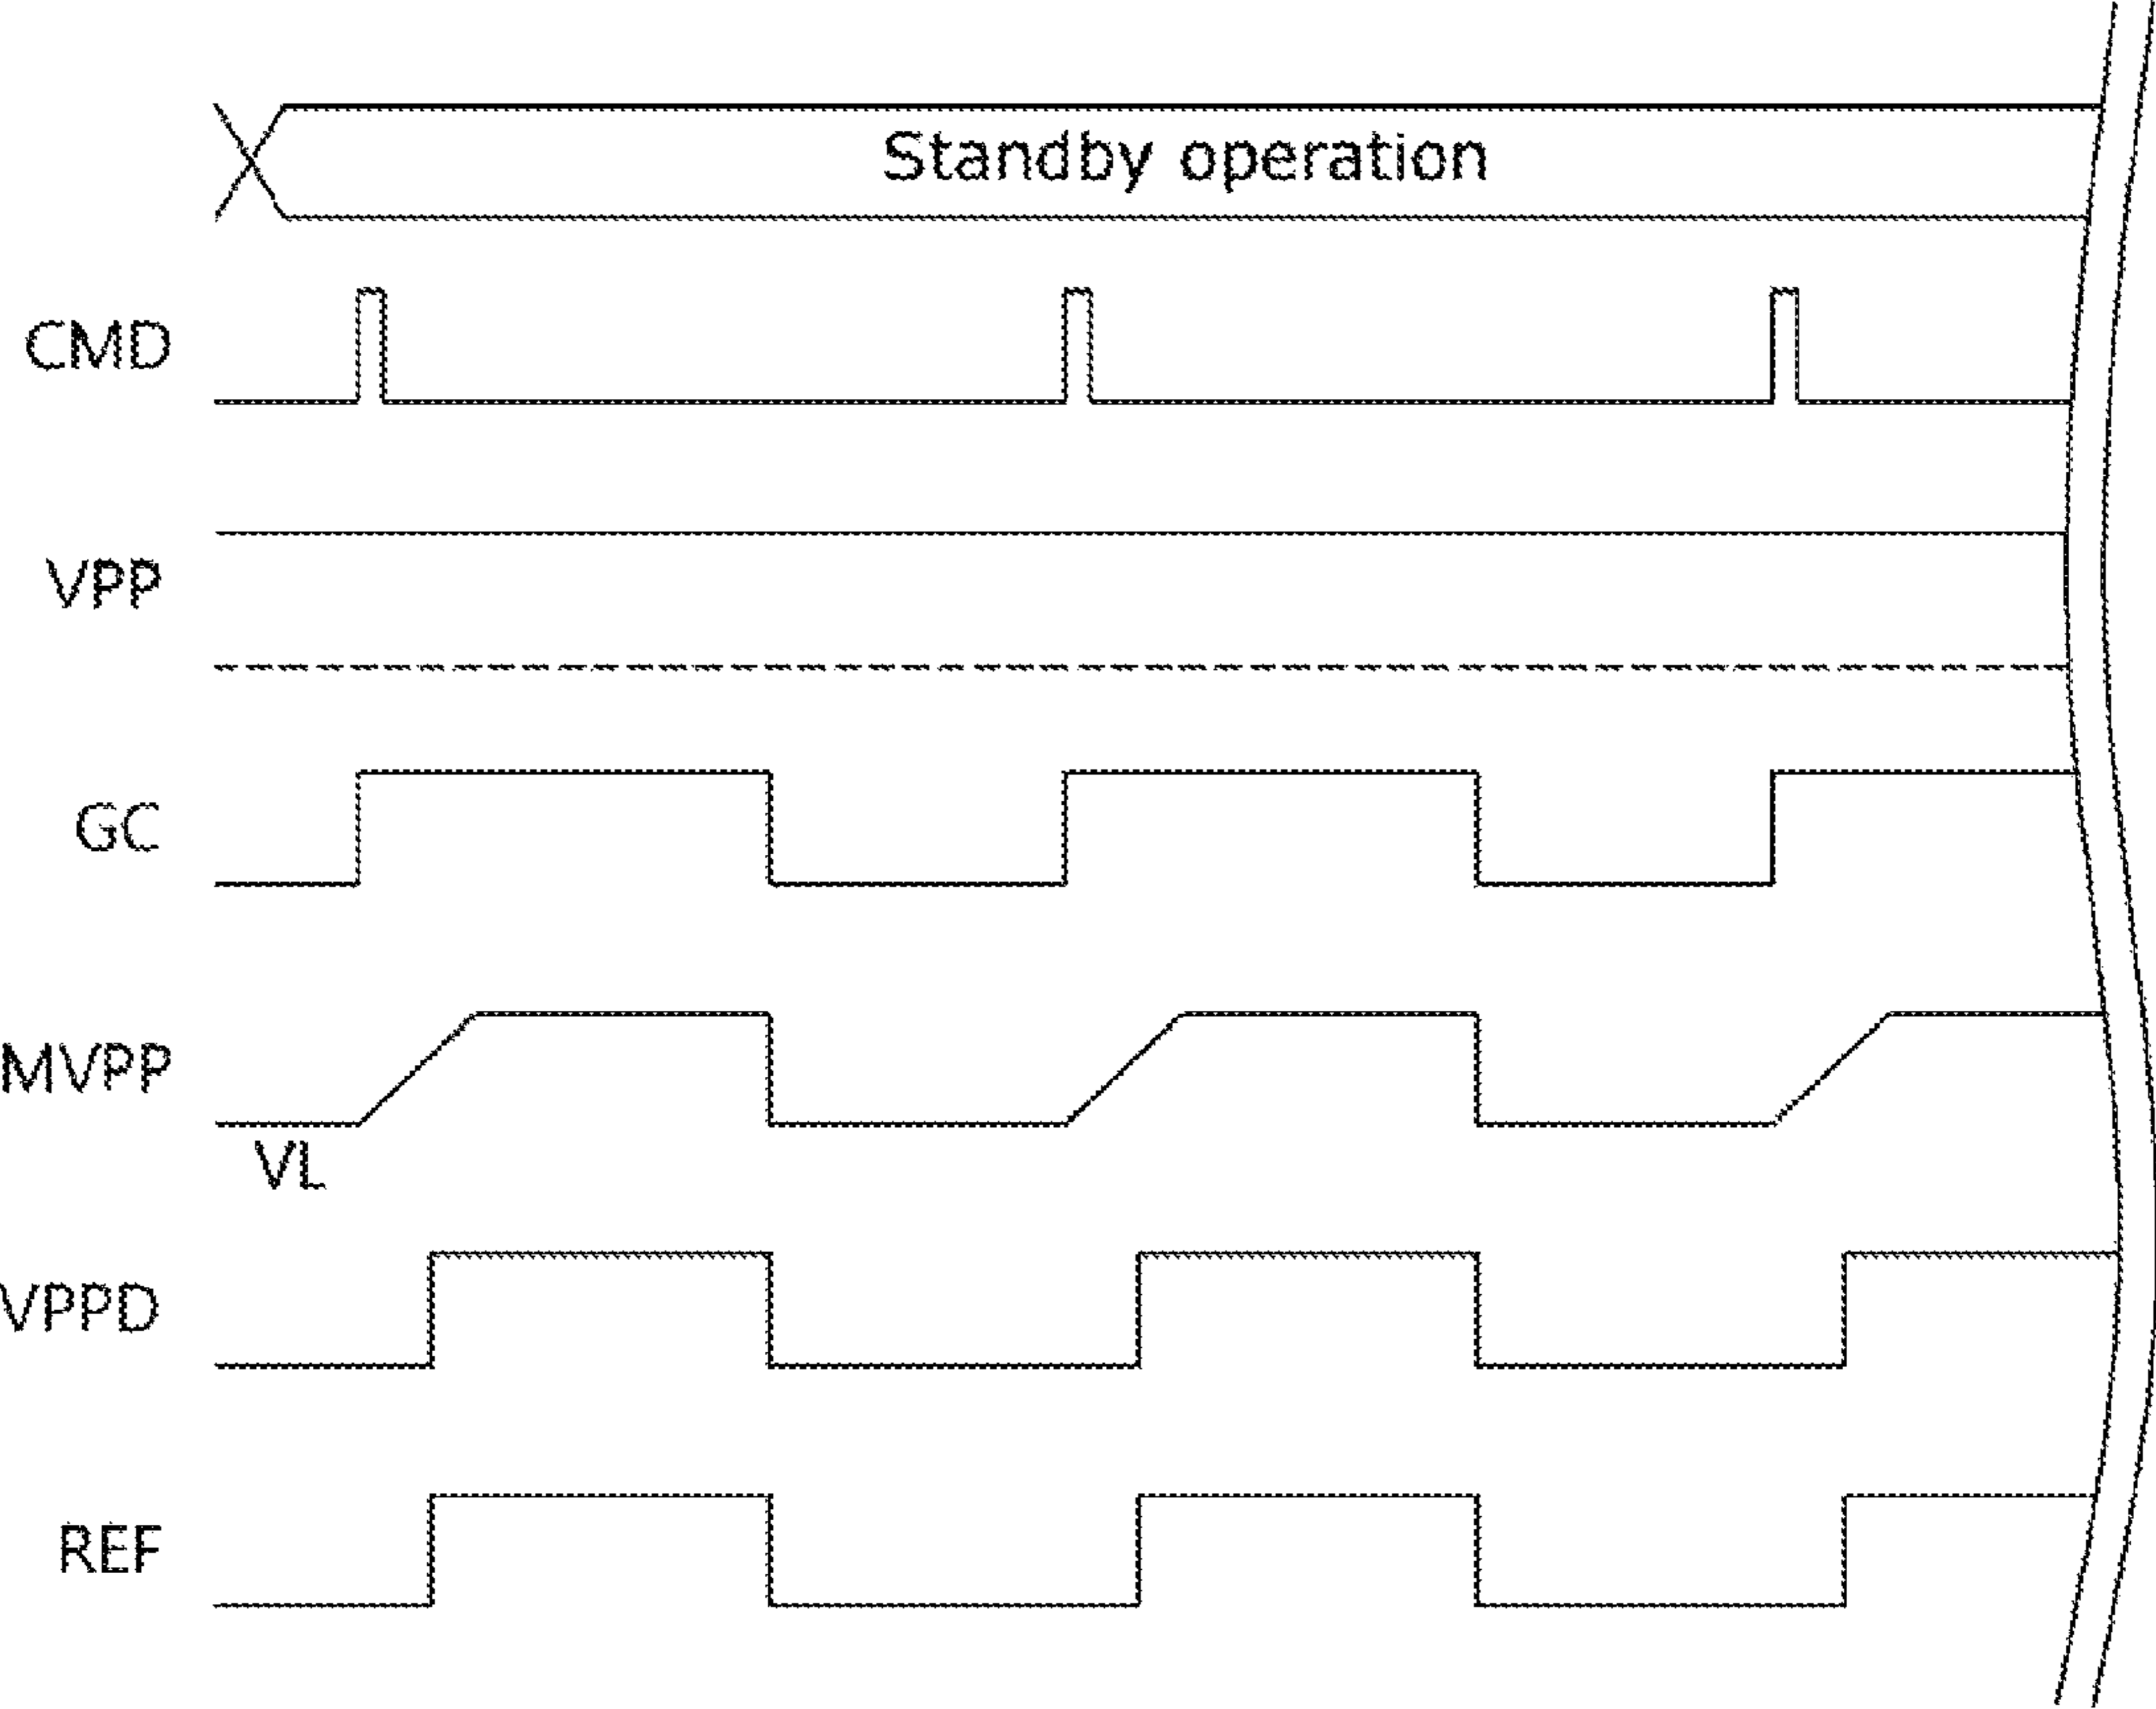 Standby operation
CMD
VPP
GC
MVPP
VL
VPPD
REF